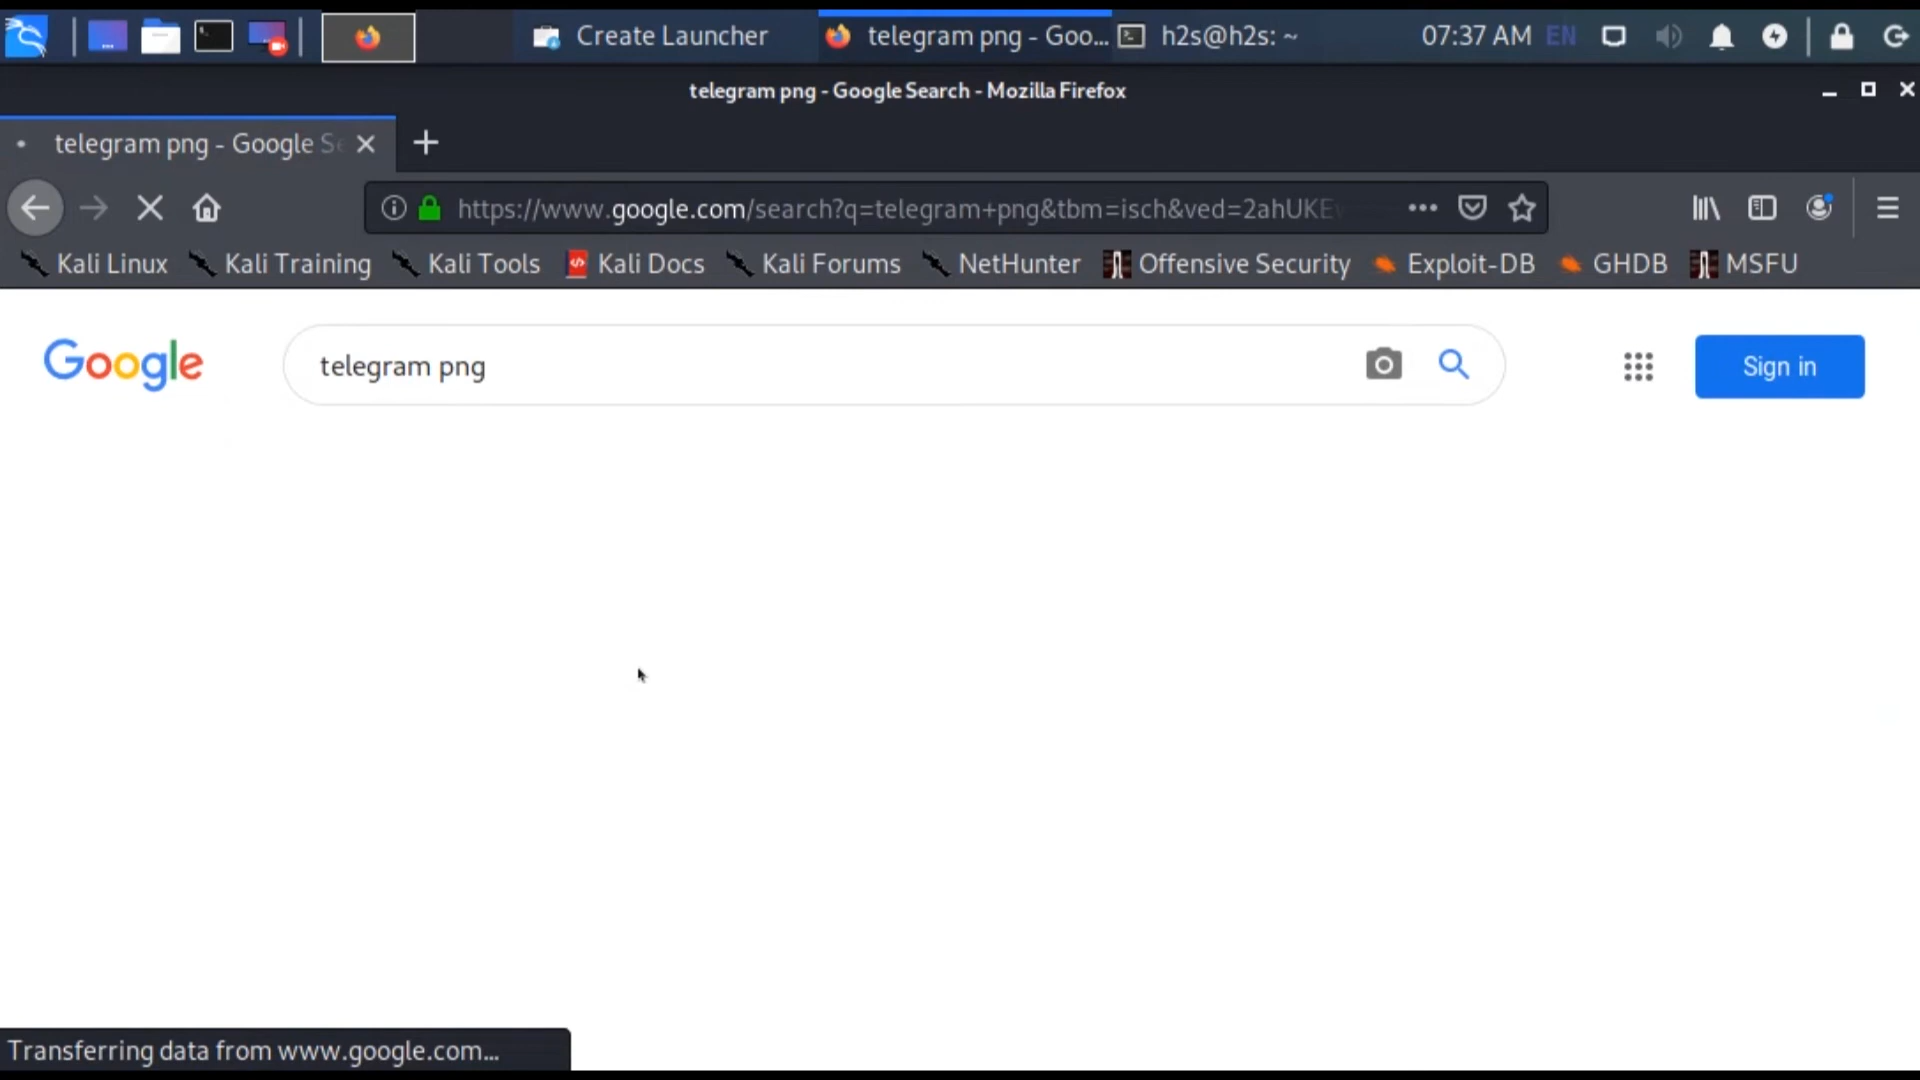 Create Launcher
telegram png - Goo...
h2s@h2s: ~
07:37 AM
EN
telegram png - Google Search - Mozilla Firefox
telegram png - Google Se
https://www.google.com/search?q=telegram+png&tbm=isch&ved=2ahUKEv
Kali Linux
Kali Training
Kali Tools
Kali Docs
Kali Forums
NetHunter
Offensive Security
Exploit-DB
GHDB
MSFU
Google
telegram png
Sign in
Transferring data from www.google.com...